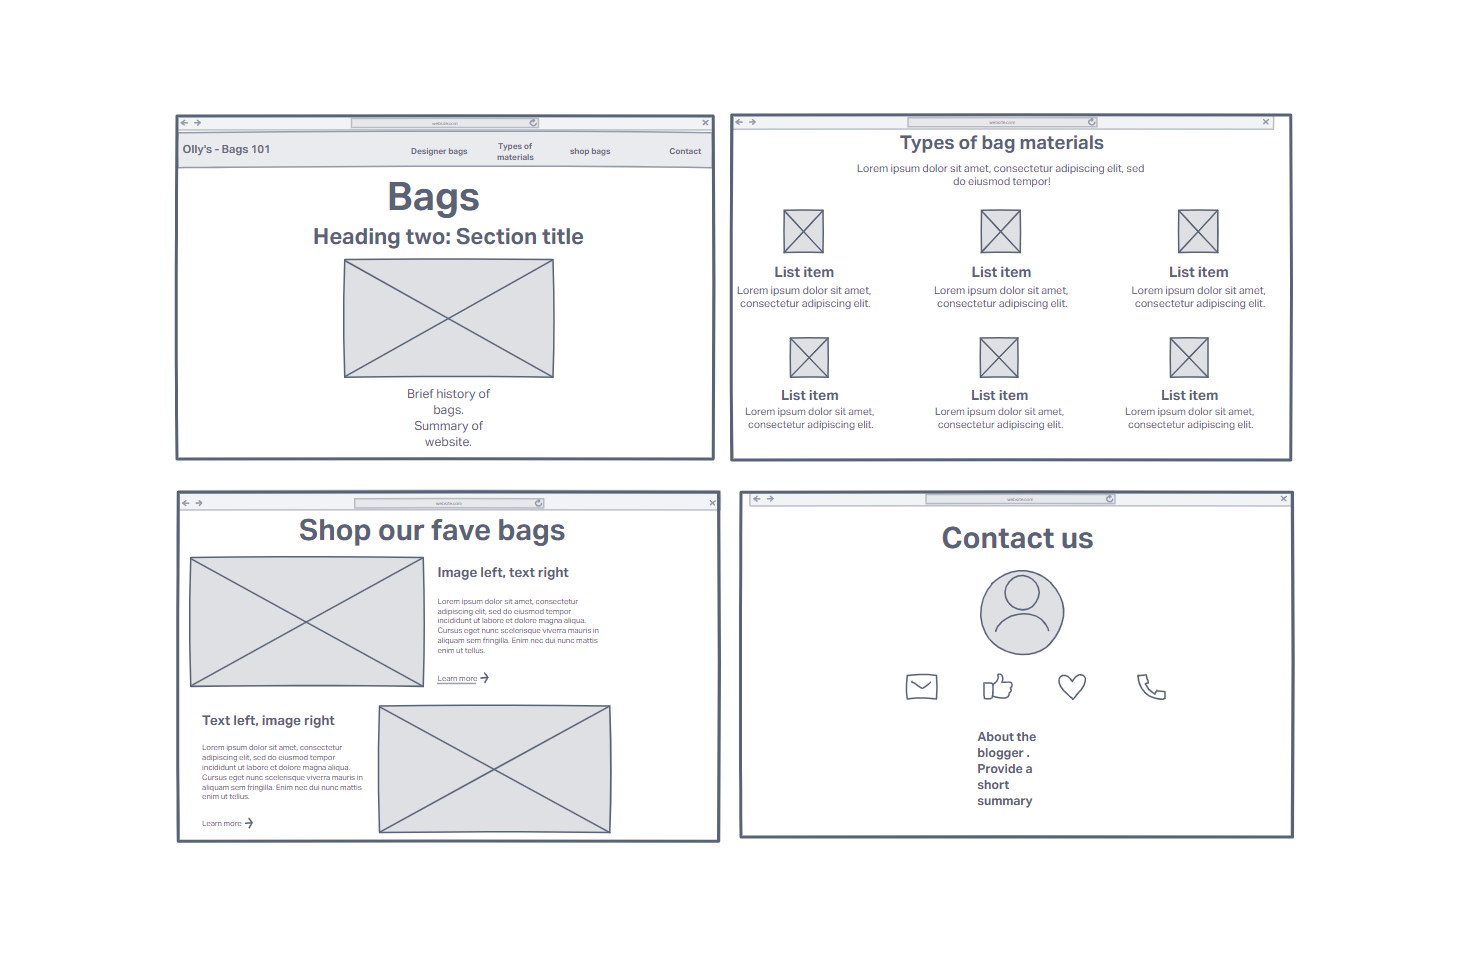 website.com
Olly's - Bags 101
Designer bags
Types of
materials
shop bags
Contact
Bags
Heading two: Section title
Brief history of
bags.
Summary of
website.
website.com
Types of bag materials
Lorem ipsum dolor sit amet, consectetur adipiscing elit, sed
do eiusmod tempor!
List item
Lorem ipsum dolor sit amet,
consectetur adipiscing elit.
List item
Lorem ipsum dolor sit amet,
consectetur adipiscing elit.
List item
Lorem ipsum dolor sit amet,
consectetur adipiscing elit.
List item
Lorem ipsum dolor sit amet,
consectetur adipiscing elit.
List item
Lorem ipsum dolor sit amet,
consectetur adipiscing elit.
List item
Lorem ipsum dolor sit amet,
consectetur adipiscing elit.
website.com
Shop our fave bags
Image left, text right
Lorem ipsum dolor sit amet, consectetur
adipiscing elit, sed do eiusmod tempor
incididunt ut labore et dolore magna aliqua.
Cursus eget nunc scelerisque viverra mauris in
aliquam sem fringilla. Enim nec dui nunc mattis
enim ut tellus.
Learn more
Text left, image right
Lorem ipsum dolor sit amet, consectetur
adipiscing elit, sed do eiusmod tempor
incididunt ut labore et dolore magna aliqua.
Cursus eget nunc scelerisque viverra mauris in
aliquam sem fringilla. Enim nec dui nunc mattis
enim ut tellus.
Learn more
website.com
Contact us
About the
blogger .
Provide a
short
summary